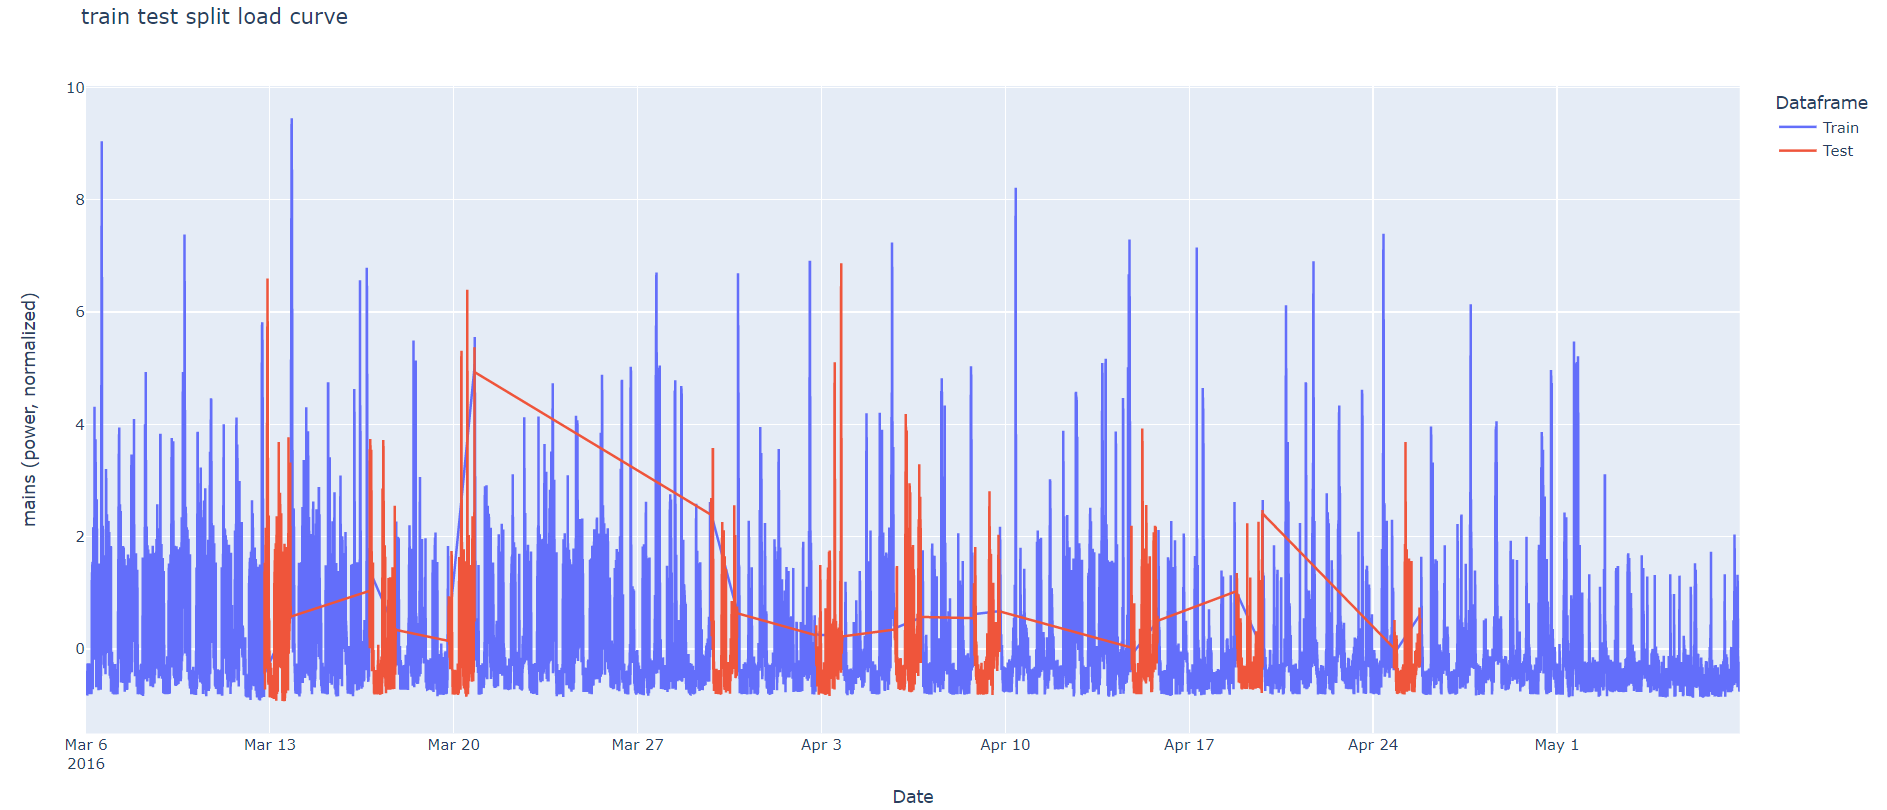 train test split load curve
Dataframe
Train
Test
mains (power, normalized)
10
8
6
4
2
0
Mar 6
2016
Mar 13
Mar 20
Mar 27
Apr 3
Apr 10
Apr 17
Apr 24
May 1
Date